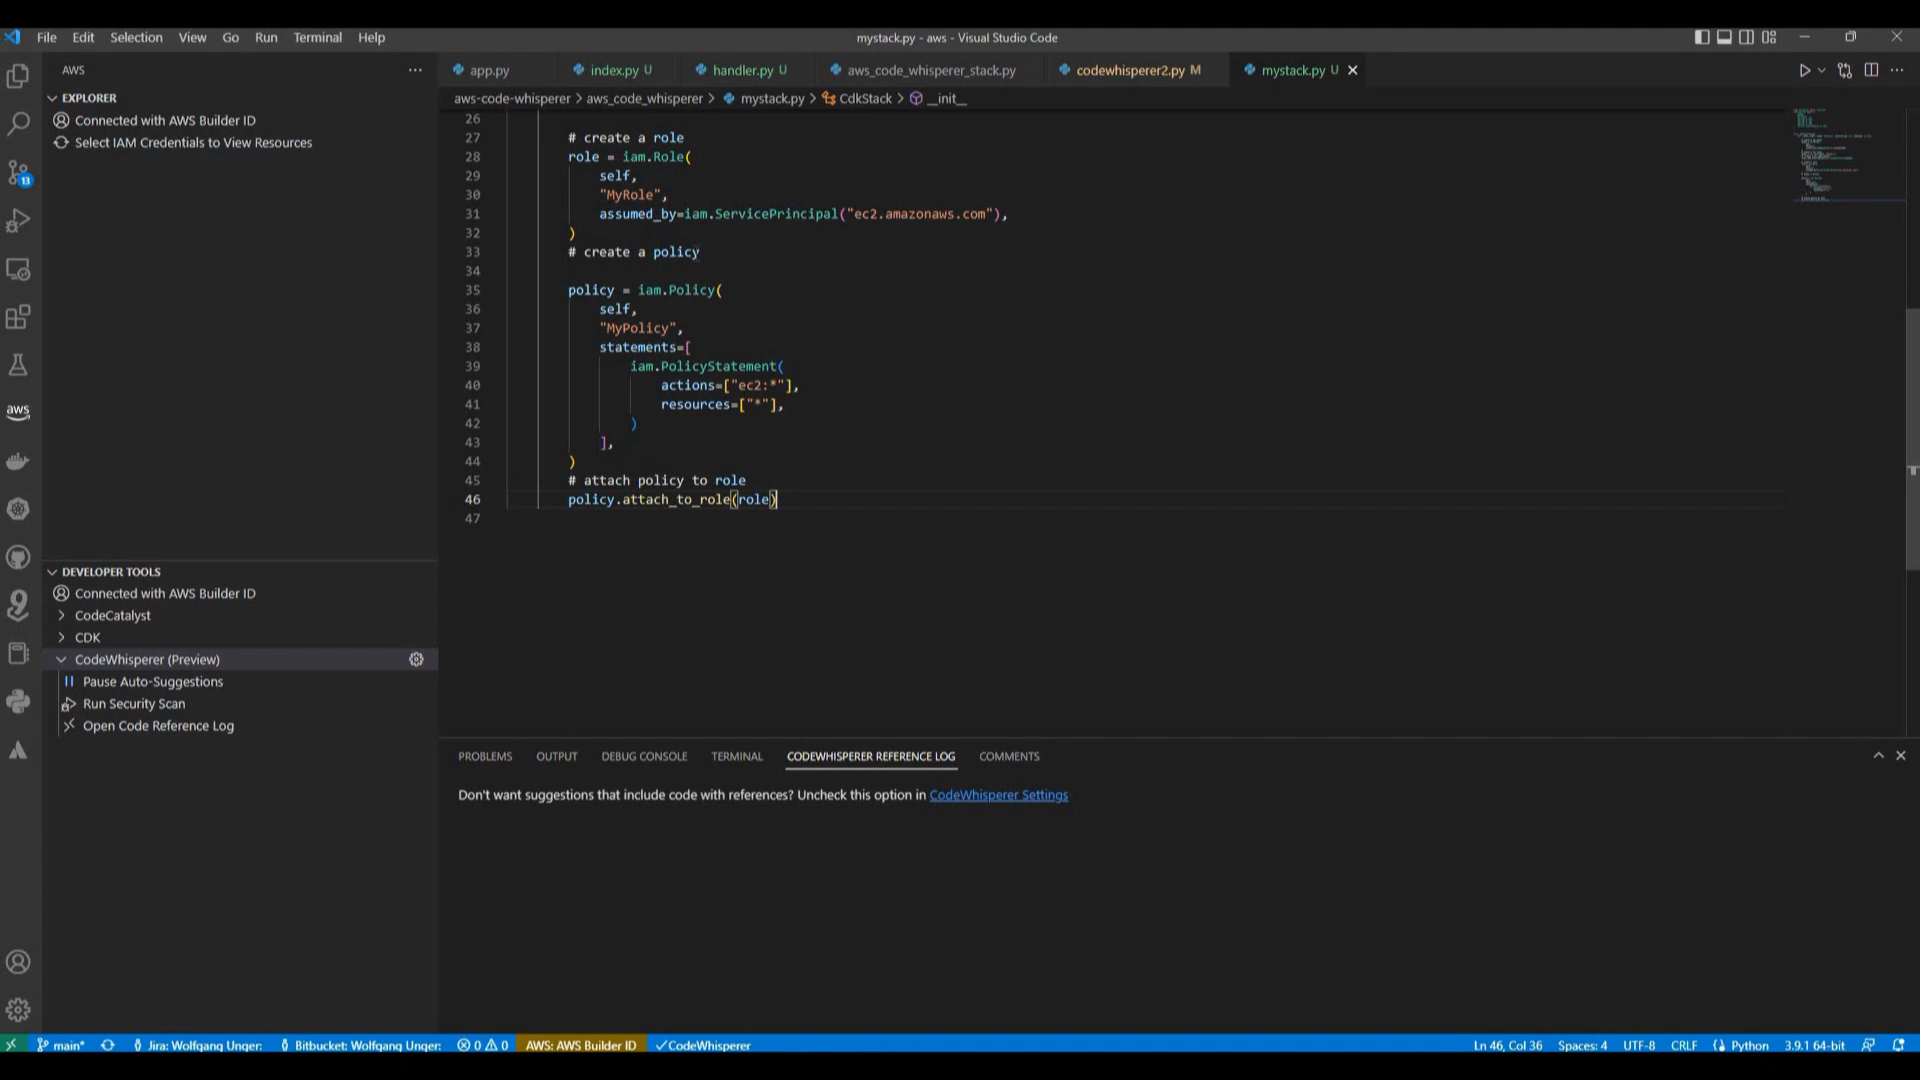 File Edit Selection View Go Run Terminal Help
mystack.py - aws - Visual Studio Code
AWS
EXPLORER
Connected with AWS Builder ID
Select IAM Credentials to View Resources
DEVELOPER TOOLS
Connected with AWS Builder ID
CodeCatalyst
CDK
CodeWhisperer (Preview)
Pause Auto-Suggestions
Run Security Scan
Open Code Reference Log
13
aws
app.py index.py U handler.py U aws_code_whisperer_stack.py codewhisperer2.py M mystack.py U
aws-code-whisperer > aws_code_whisperer > mystack.py > CdkStack > __init__
26
27 # create a role
28 role = iam.Role(
29 self,
30 "MyRole",
31 assumed_by=iam.ServicePrincipal("ec2.amazonaws.com"),
32 )
33 # create a policy
34
35 policy = iam.Policy(
36 self,
37 "MyPolicy",
38 statements=[
39 iam.PolicyStatement(
40 actions=["ec2:*"],
41 resources=["*"],
42 )
43 ],
44 )
45 # attach policy to role
46 policy.attach_to_role(role)
47
PROBLEMS OUTPUT DEBUG CONSOLE TERMINAL CODEWHISPERER REFERENCE LOG COMMENTS
Don't want suggestions that include code with references? Uncheck this option in CodeWhisperer Settings
main* Jira: Wolfgang Unger: Bitbucket: Wolfgang Unger: 0 0 AWS: AWS Builder ID CodeWhisperer Ln 46, Col 36 Spaces: 4 UTF-8 CRLF Python 3.9.1 64-bit